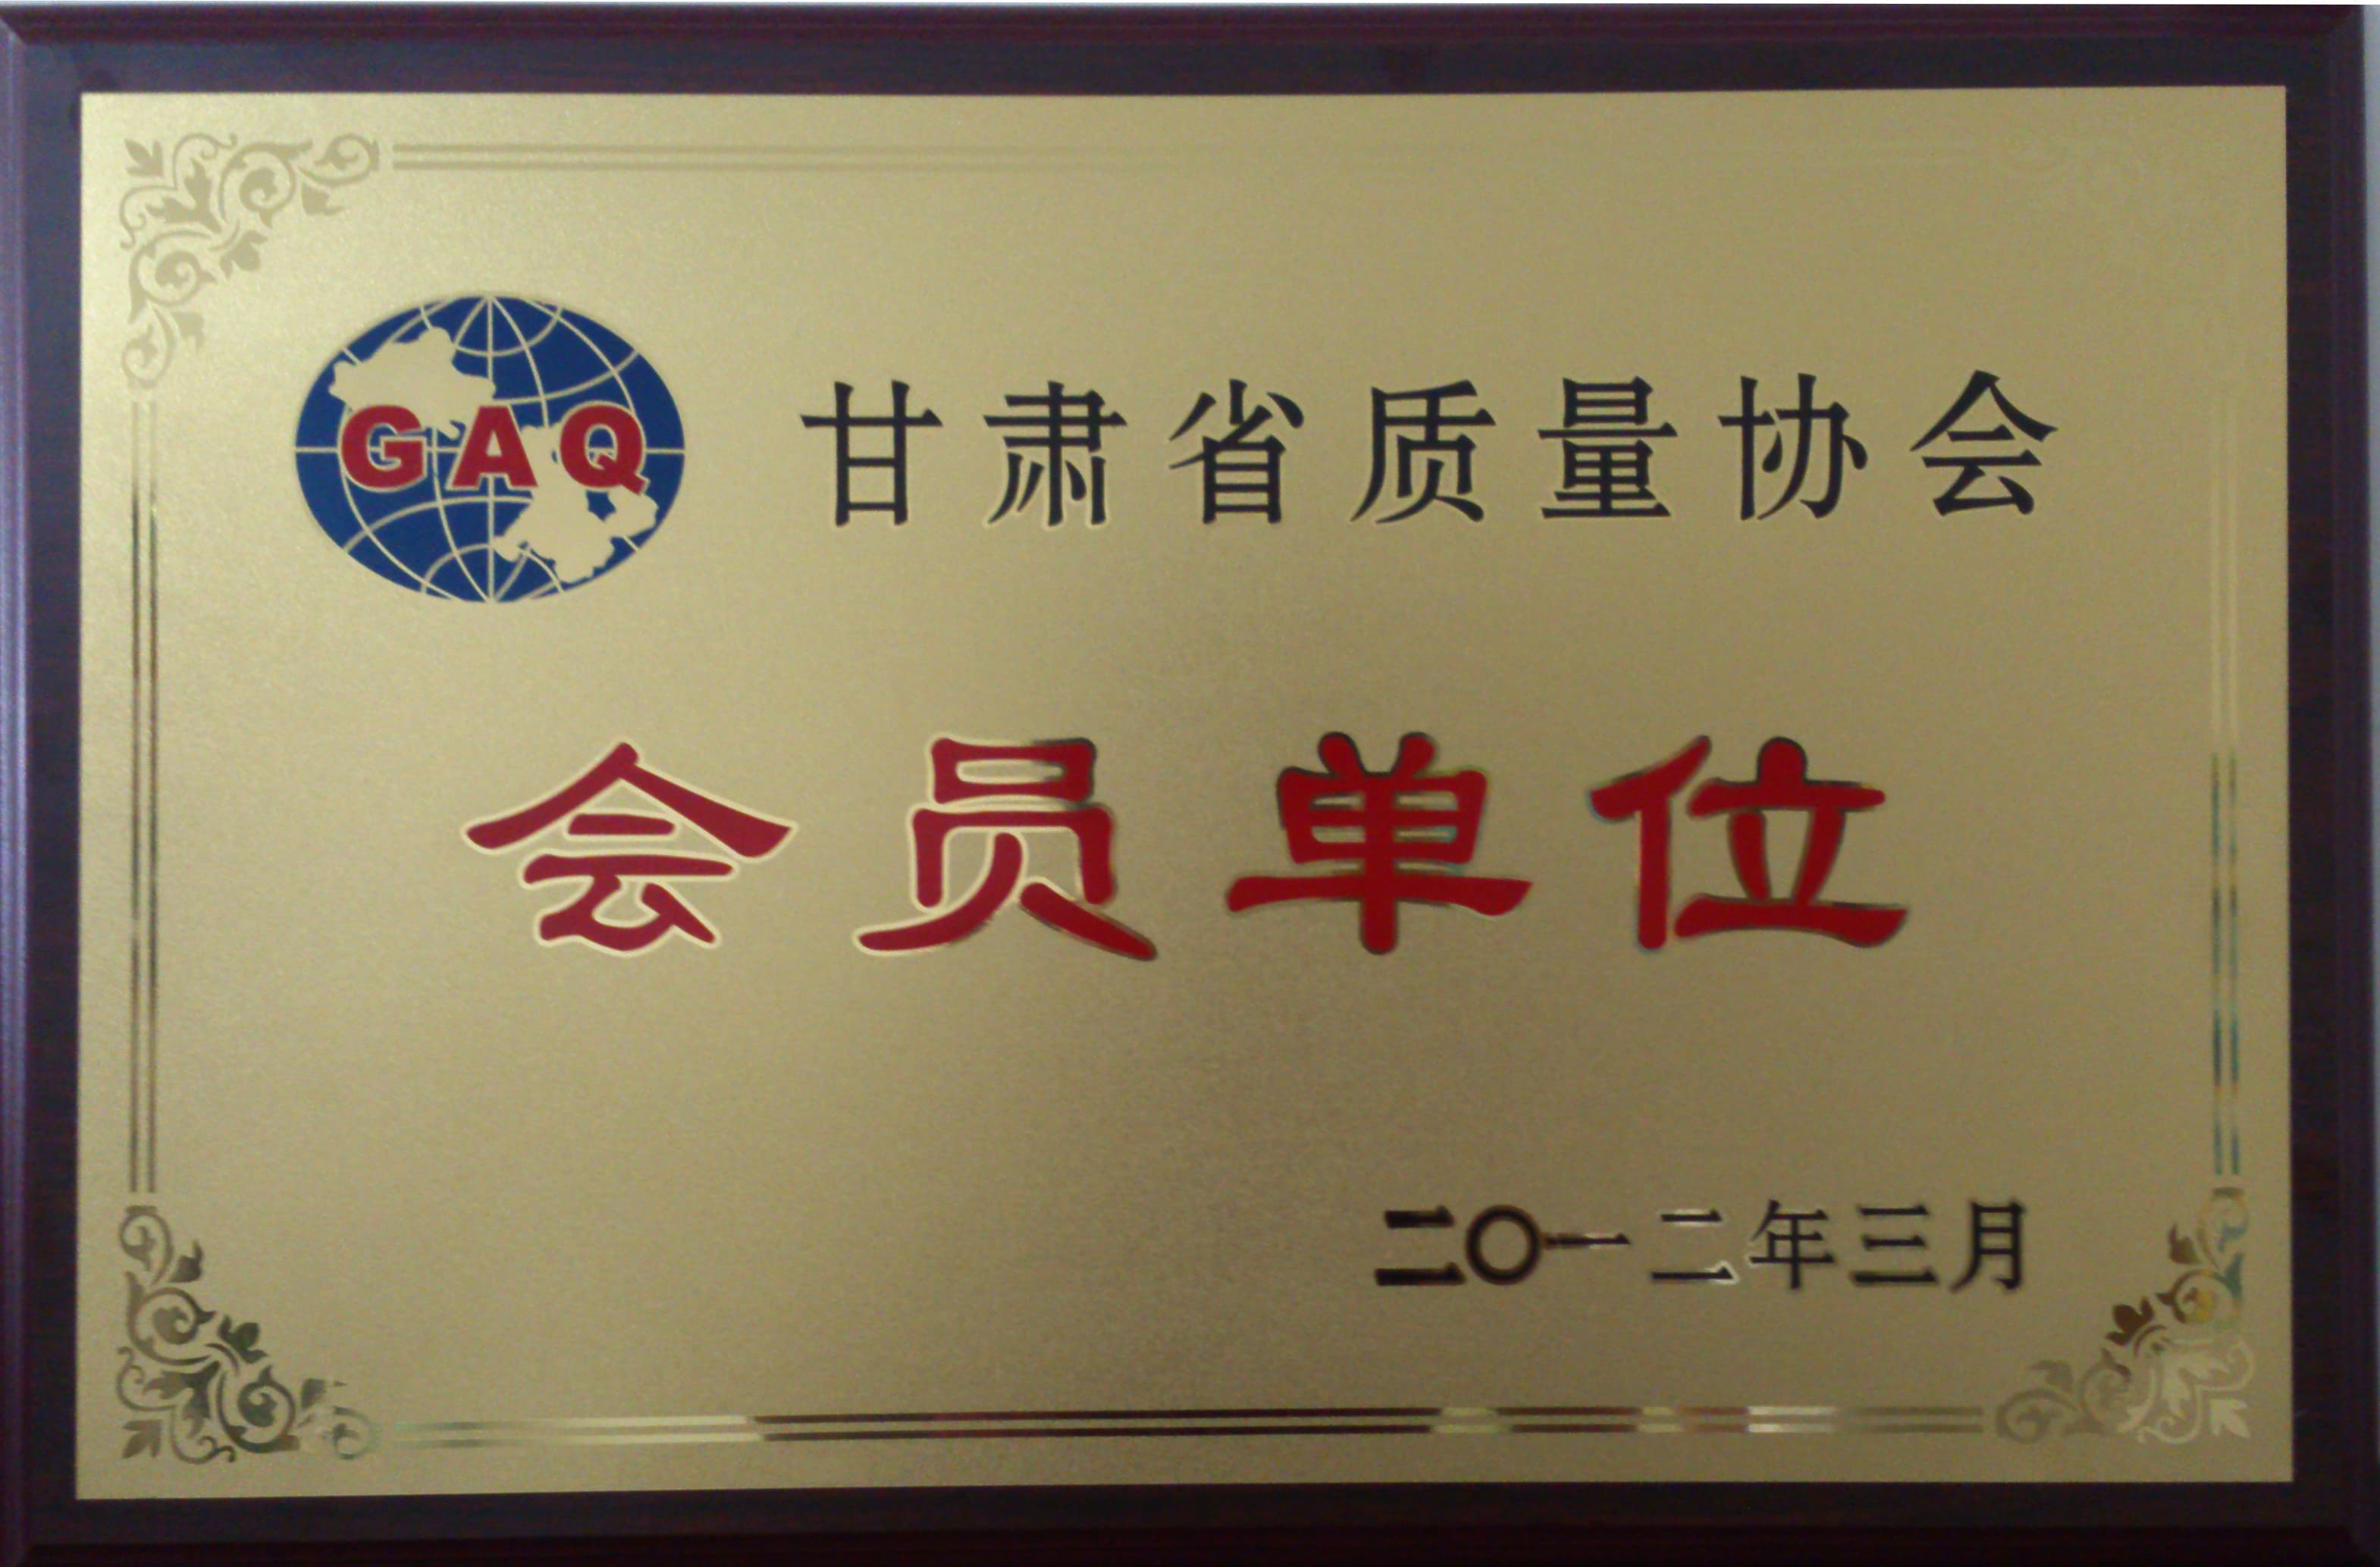 GAQ
甘肃省质量协会
会员单位
二〇一二年三月